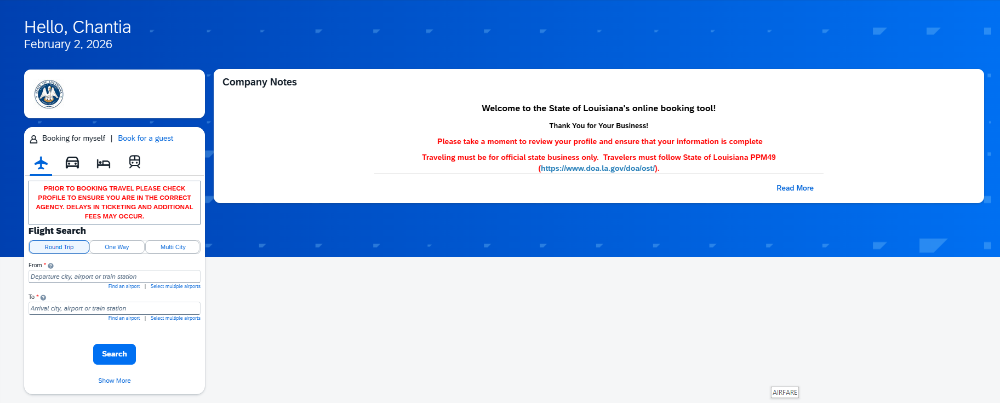 Hello, Chantia
February 2, 2026
STATE OF LOUISIANA
Booking for myself | Book for a guest
PRIOR TO BOOKING TRAVEL PLEASE CHECK
PROFILE TO ENSURE YOU ARE IN THE CORRECT
AGENCY. DELAYS IN TICKETING AND ADDITIONAL
FEES MAY OCCUR.
Flight Search
Round Trip One Way Multi City
From * ?
Departure city, airport or train station
Find an airport | Select multiple airports
To * ?
Arrival city, airport or train station
Find an airport | Select multiple airports
Search
Show More
Company Notes
Welcome to the State of Louisiana's online booking tool!
Thank You for Your Business!
Please take a moment to review your profile and ensure that your information is complete
Traveling must be for official state business only.  Travelers must follow State of Louisiana PPM49
(https://www.doa.la.gov/doa/ost/).
Read More
AIRFARE